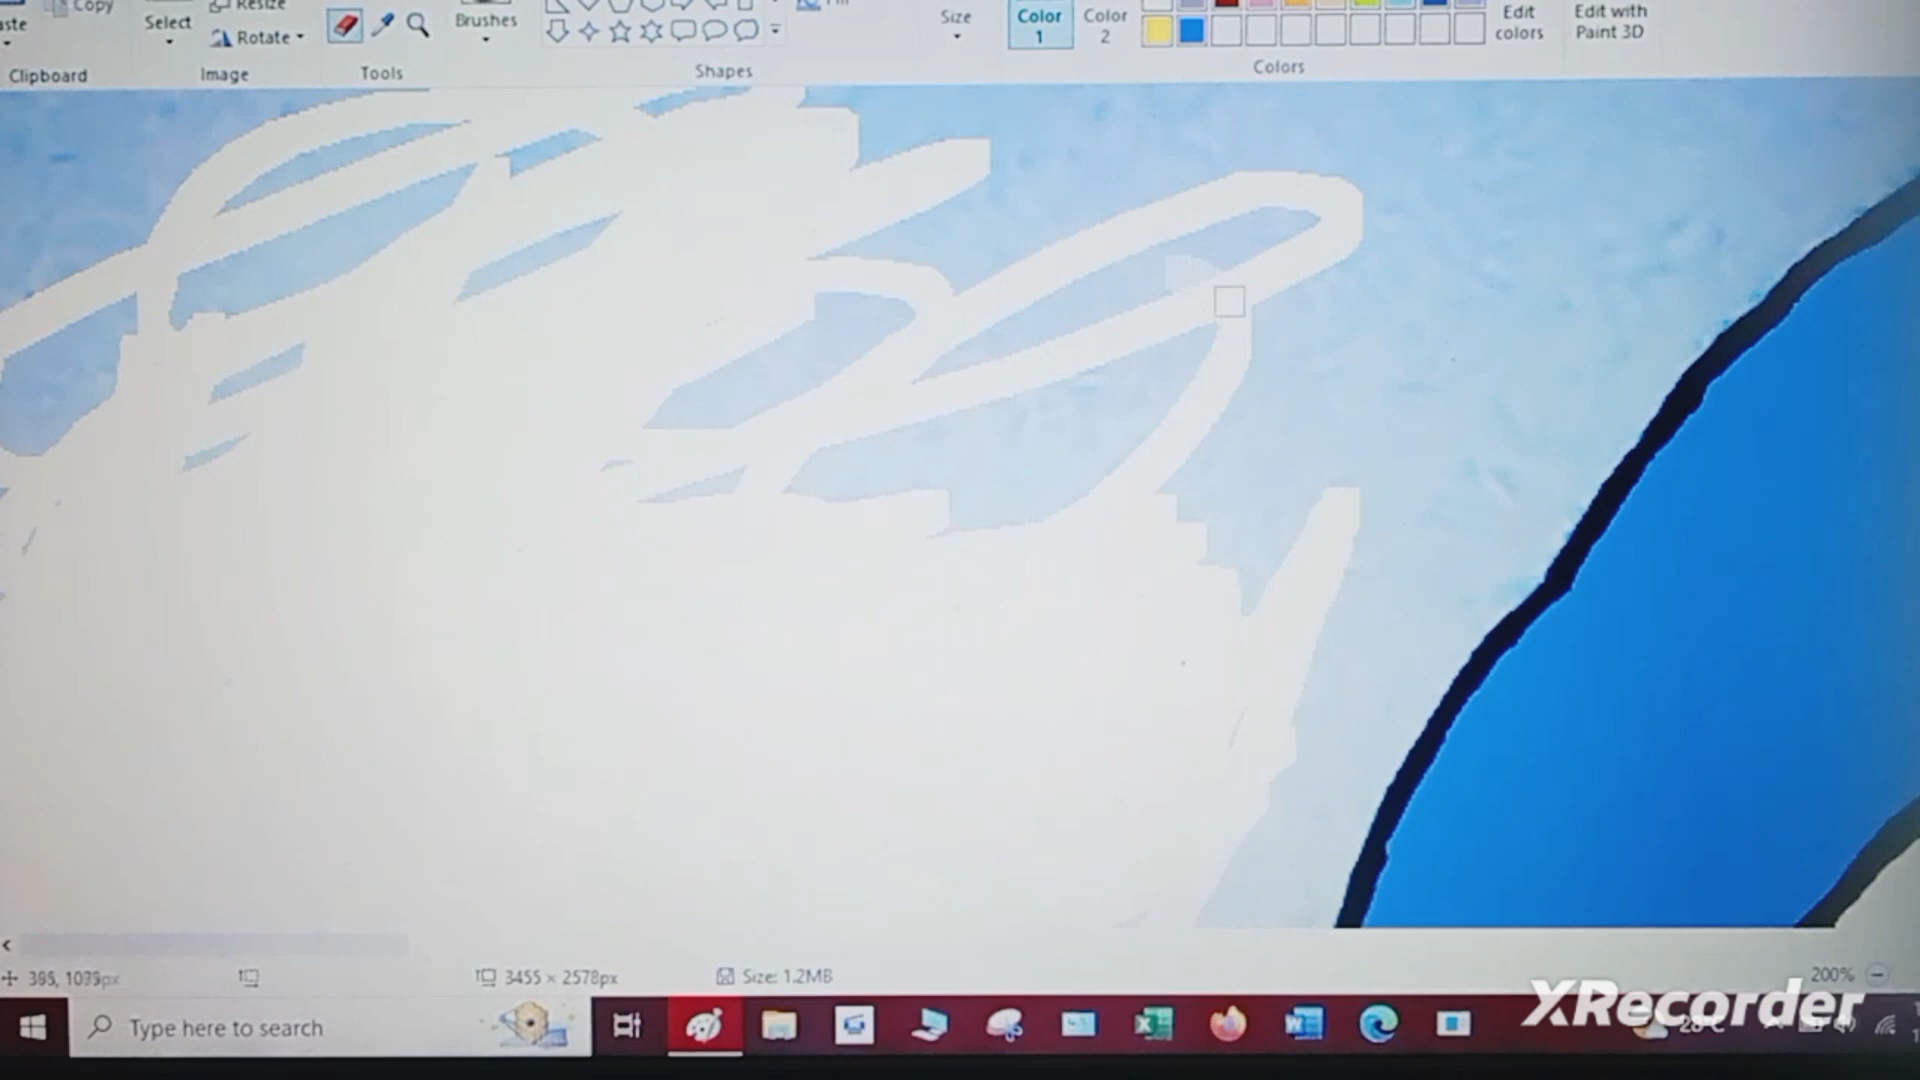 Copy
Resize
Select
Rotate
Brushes
Size
Color
1
Color
2
Edit
colors
Edit with
Paint 3D
Clipboard
Image
Tools
Shapes
Colors
3455 × 2578px
Size: 1.2MB
200%
Type here to search
XRecorder
28°C